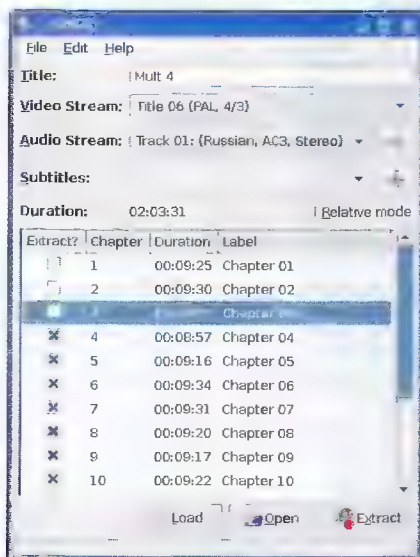 File Edit Help
Title: Mult 4
Video Stream: Title 06 (PAL, 4/3)
Audio Stream: Track 01: (Russian, AC3, Stereo)
Subtitles:
Duration: 02:03:31 Relative mode
Extract? Chapter Duration Label
1 00:09:25 Chapter 01
2 00:09:30 Chapter 02
Chapter
4 00:08:57 Chapter 04
5 00:09:16 Chapter 05
6 00:09:34 Chapter 06
7 00:09:31 Chapter 07
8 00:09:20 Chapter 08
9 00:09:17 Chapter 09
10 00:09:22 Chapter 10
Load Open Extract